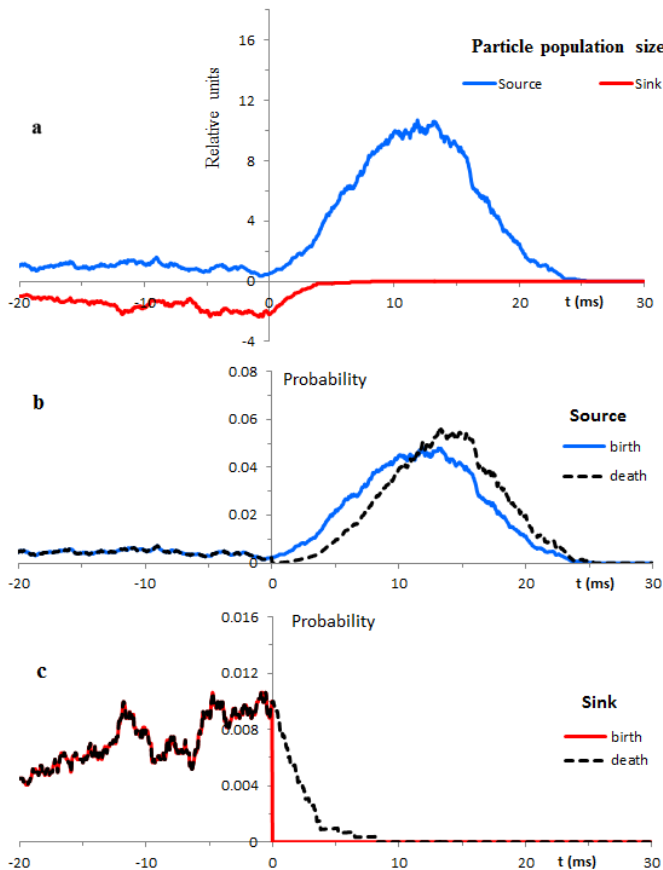 16
Particle population size
12
Source
Sink
a
Relative units
8
4
0
-20
-10
0
10
20
30
t (ms)
-4
0.08
Probability
b
0.06
Source
birth
0.04
death
0.02
0
-20
-10
0
10
20
30
t (ms)
0.016
Probability
c
0.012
Sink
birth
0.008
death
0.004
0
-20
-10
0
10
20
t (ms)
30